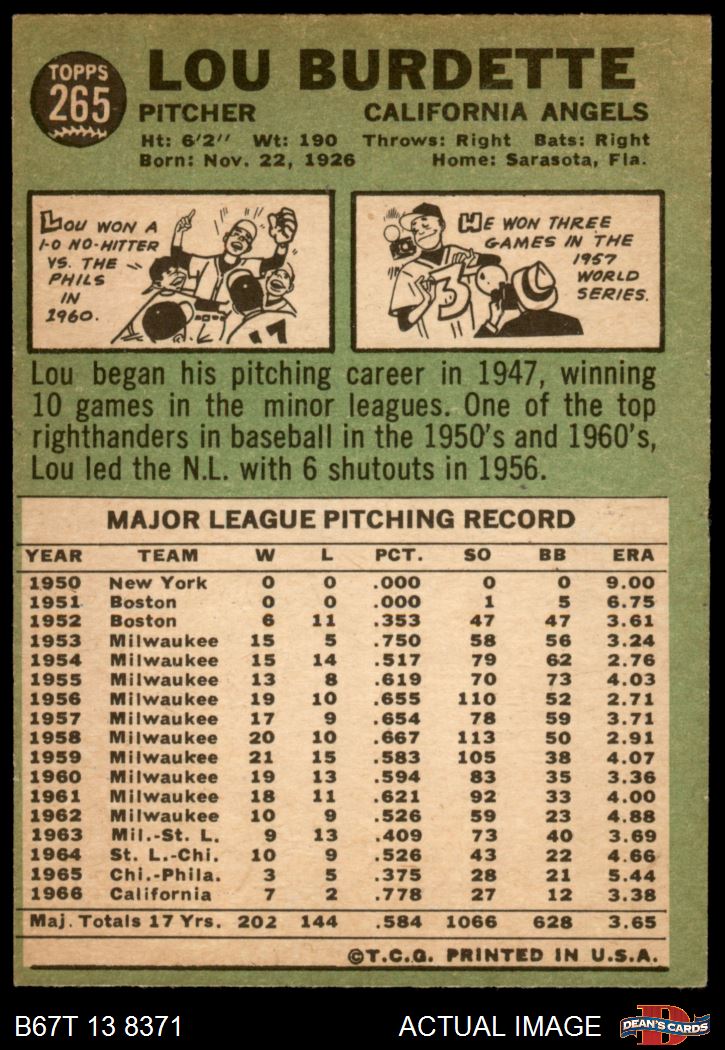 TOPPS
265
LOU BURDETTE
PITCHER CALIFORNIA ANGELS
Ht: 6'2" Wt: 190 Throws: Right Bats: Right
Born: Nov. 22, 1926 Home: Sarasota, Fla.
LOU WON A
1-0 NO-HITTER
VS. THE
PHILS
IN
1960.
17
HE WON THREE
GAMES IN THE
1957
WORLD
SERIES.
3
Lou began his pitching career in 1947, winning
10 games in the minor leagues. One of the top
righthanders in baseball in the 1950's and 1960's,
Lou led the N.L. with 6 shutouts in 1956.
MAJOR LEAGUE PITCHING RECORD
YEAR TEAM W L PCT. SO BB ERA
1950 New York 0 0 .000 0 0 9.00
1951 Boston 0 0 .000 1 5 6.75
1952 Boston 6 11 .353 47 47 3.61
1953 Milwaukee 15 5 .750 58 56 3.24
1954 Milwaukee 15 14 .517 79 62 2.76
1955 Milwaukee 13 8 .619 70 73 4.03
1956 Milwaukee 19 10 .655 110 52 2.71
1957 Milwaukee 17 9 .654 78 59 3.71
1958 Milwaukee 20 10 .667 113 50 2.91
1959 Milwaukee 21 15 .583 105 38 4.07
1960 Milwaukee 19 13 .594 83 35 3.36
1961 Milwaukee 18 11 .621 92 33 4.00
1962 Milwaukee 10 9 .526 59 23 4.88
1963 Mil.-St. L. 9 13 .409 73 40 3.69
1964 St. L.-Chi. 10 9 .526 43 22 4.66
1965 Chi.-Phila. 3 5 .375 28 21 5.44
1966 California 7 2 .778 27 12 3.38
Maj. Totals 17 Yrs. 202 144 .584 1066 628 3.65
©T.C.G. PRINTED IN U.S.A.
B67T 13 8371 ACTUAL IMAGE D DEAN'S CARDS